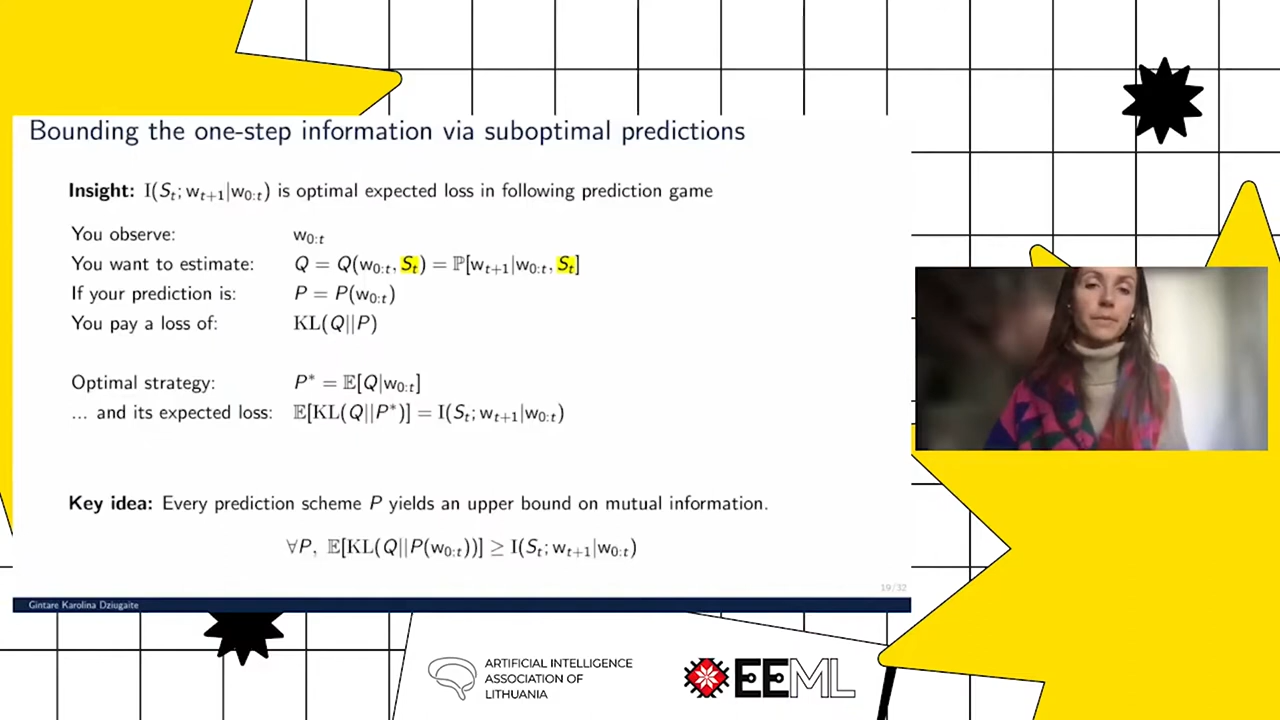 Bounding the one-step information via suboptimal predictions
Insight: I(S_t; w_{t+1}|w_{0:t}) is optimal expected loss in following prediction game
You observe: w_{0:t}
You want to estimate: Q = Q(w_{0:t}, S_t) = ℙ[w_{t+1}|w_{0:t}, S_t]
If your prediction is: P = P(w_{0:t})
You pay a loss of: KL(Q||P)
Optimal strategy: P* = 𝔼[Q|w_{0:t}]
... and its expected loss: 𝔼[KL(Q||P*)] = I(S_t; w_{t+1}|w_{0:t})
Key idea: Every prediction scheme P yields an upper bound on mutual information.
∀P, 𝔼[KL(Q||P(w_{0:t}))] ≥ I(S_t; w_{t+1}|w_{0:t})
19/32
Gintare Karolina Dziugaite
ARTIFICIAL INTELLIGENCE
ASSOCIATION OF
LITHUANIA
EEML